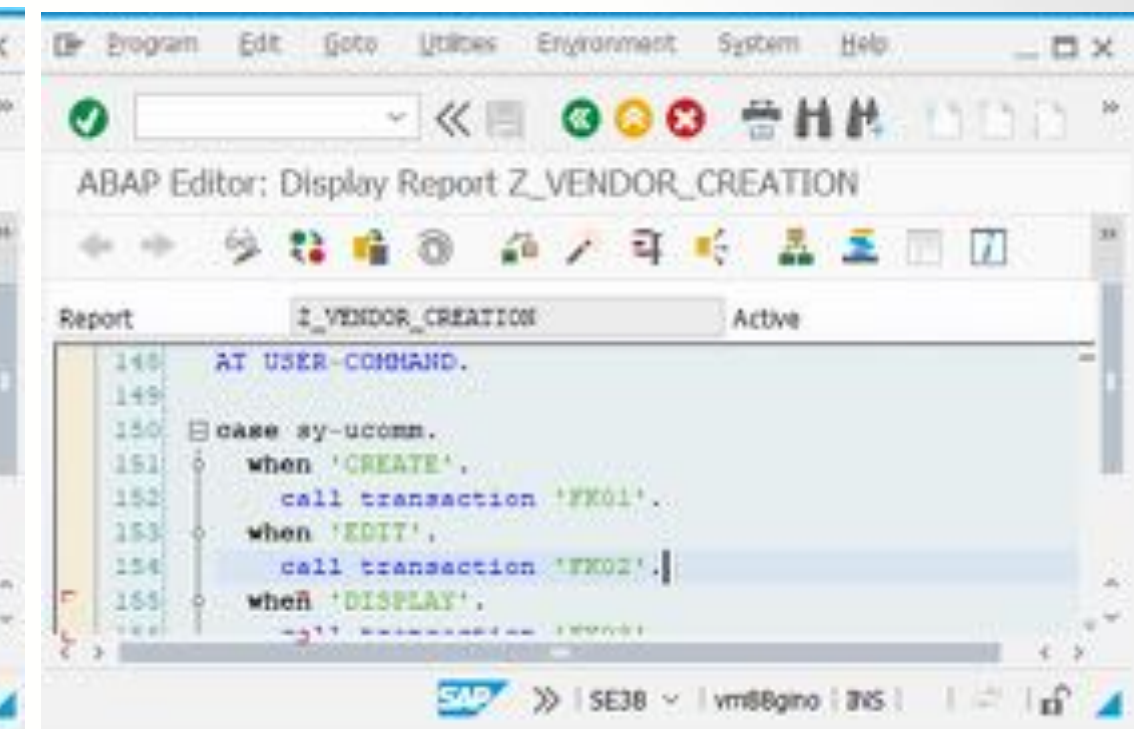 Program Edit Goto Utilities Environment System Help
ABAP Editor: Display Report Z_VENDOR_CREATION
Report Z_VENDOR_CREATION Active
148 AT USER-COMMAND.
149
150 case sy-ucomm.
151 when 'CREATE'.
152 call transaction 'FK01'.
153 when 'EDIT'.
154 call transaction 'FK02'.
155 when 'DISPLAY'.
call transaction
SAP SE38 INS